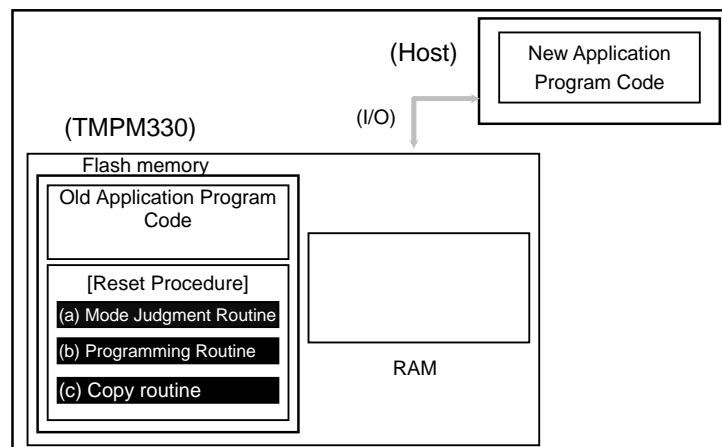 (Host)
New Application
Program Code
(I/O)
(TMPM330)
Flash memory
Old Application Program
Code
[Reset Procedure]
(a) Mode Judgment Routine
(b) Programming Routine
(c) Copy routine
RAM